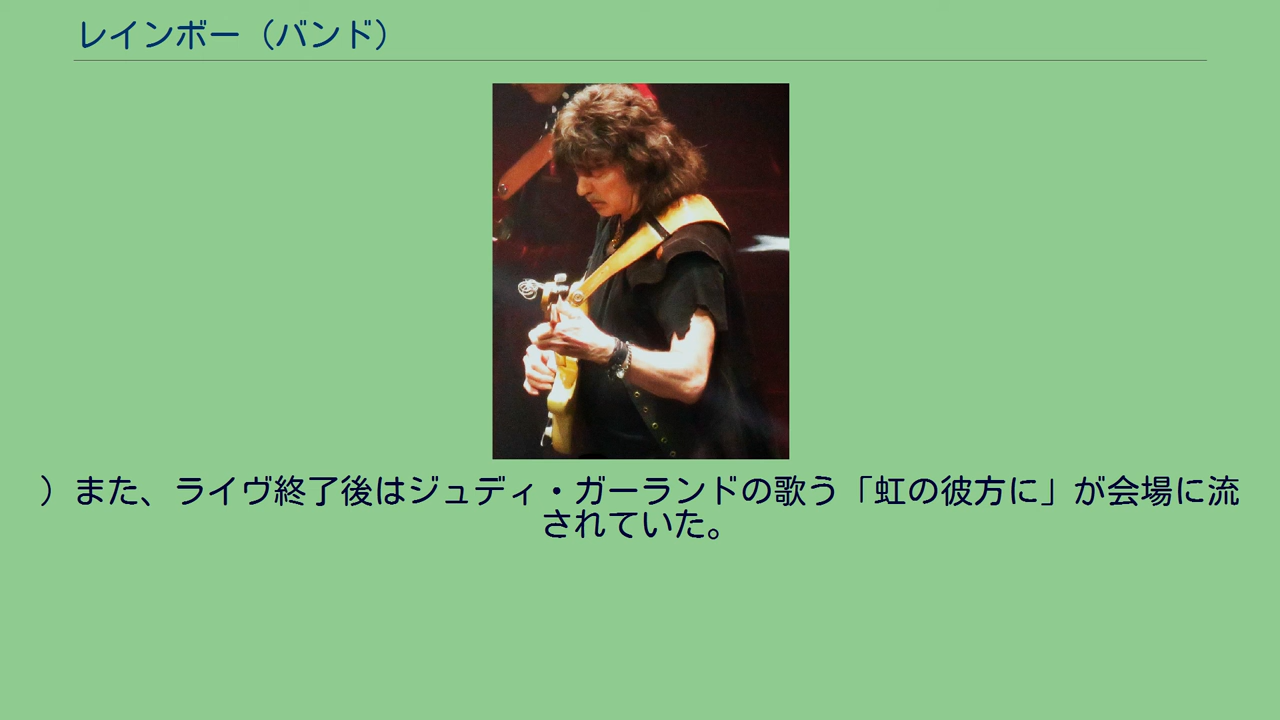 レインボー（バンド）
）また、ライヴ終了後はジュディ・ガーランドの歌う「虹の彼方に」が会場に流
されていた。